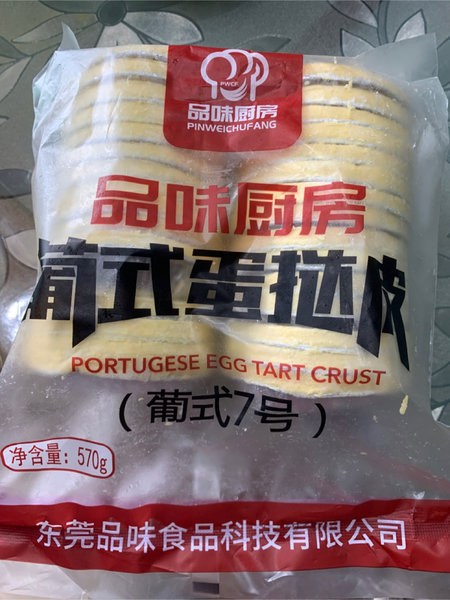 PWCF
品味厨房
PINWEICHUFANG
品味厨房
葡式蛋挞皮
PORTUGESE EGG TART CRUST
(葡式7号)
净含量: 570g
东莞品味食品科技有限公司